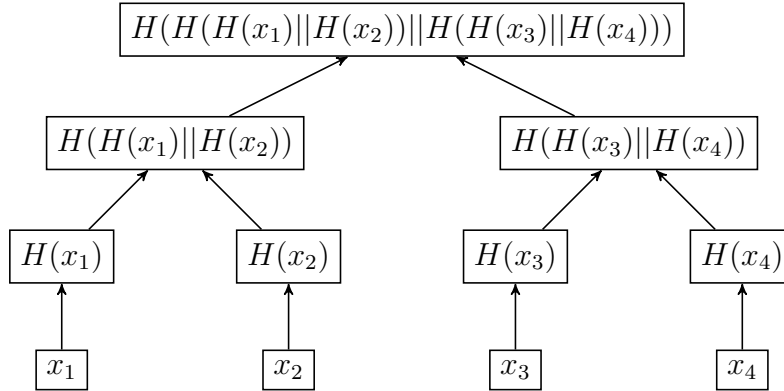 H(H(H(x₁)||H(x₂))||H(H(x₃)||H(x₄)))
H(H(x₁)||H(x₂)) H(H(x₃)||H(x₄))
H(x₁) H(x₂) H(x₃) H(x₄)
x₁ x₂ x₃ x₄